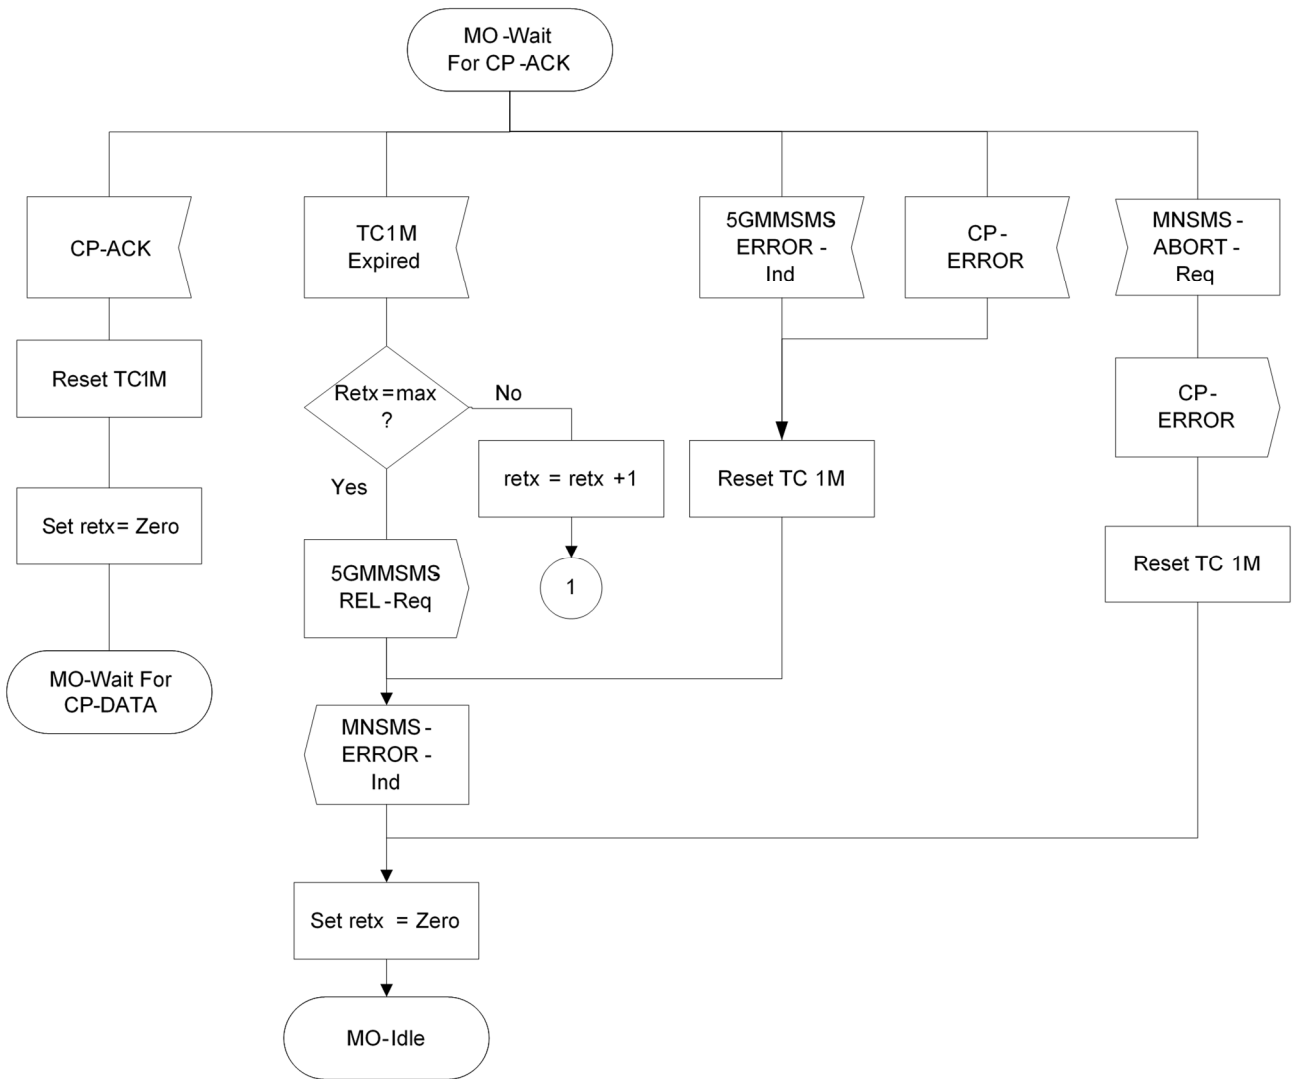 MO -Wait
For CP -ACK
CP-ACK
TC1M
Expired
5GMMSMS-
ERROR -
Ind
CP-
ERROR
MNSMS -
ABORT -
Req
Reset TC1M
Retx=max
?
No
CP-
ERROR
Yes
retx = retx +1
Reset TC 1M
Set retx= Zero
5GMMSMS-
REL -Req
1
Reset TC 1M
MO-Wait For
CP-DATA
MNSMS -
ERROR -
Ind
Set retx = Zero
MO-Idle